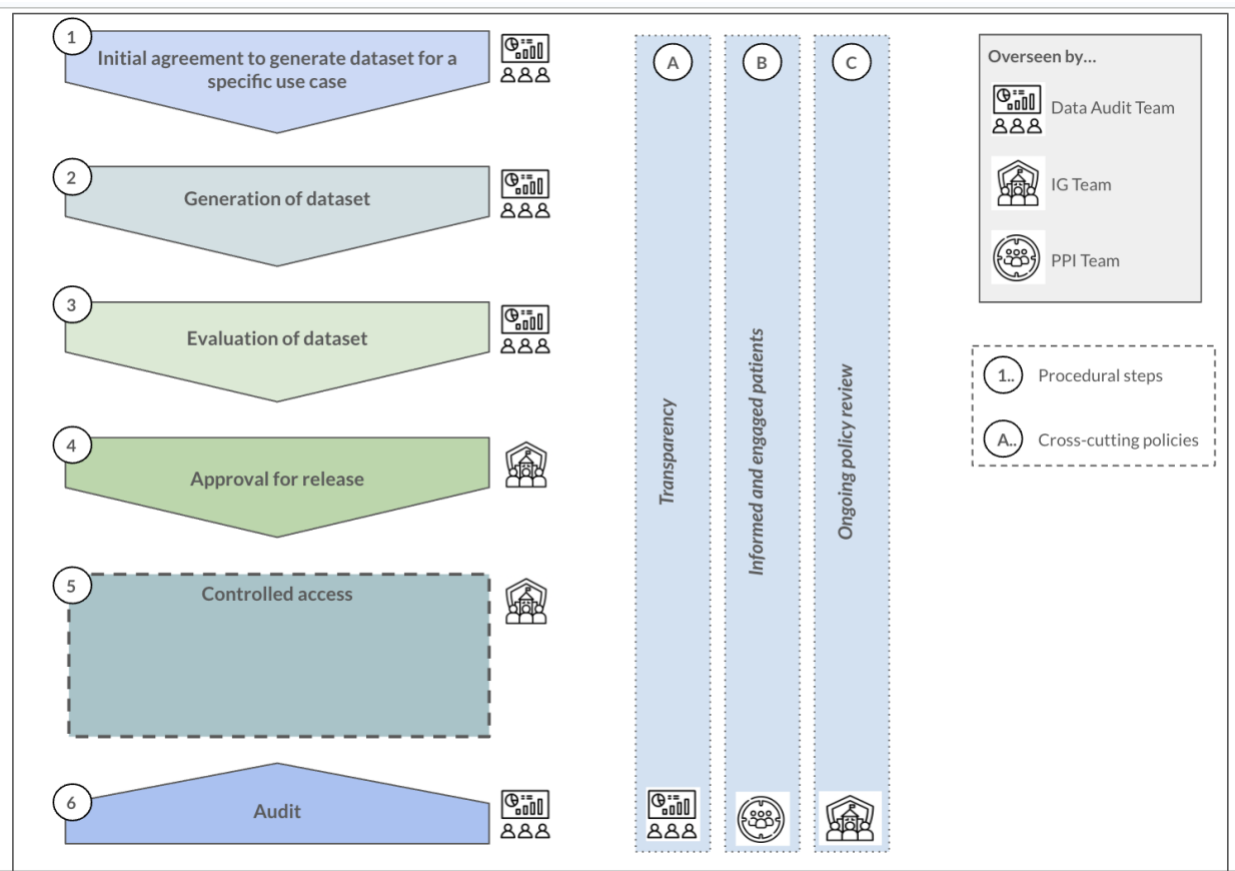 1
Initial agreement to generate dataset for a
specific use case
2
Generation of dataset
3
Evaluation of dataset
4
Approval for release
5
Controlled access
6
Audit
A
Transparency
B
Informed and engaged patients
C
Ongoing policy review
Overseen by...
Data Audit Team
IG Team
PPI Team
1.. Procedural steps
A.. Cross-cutting policies